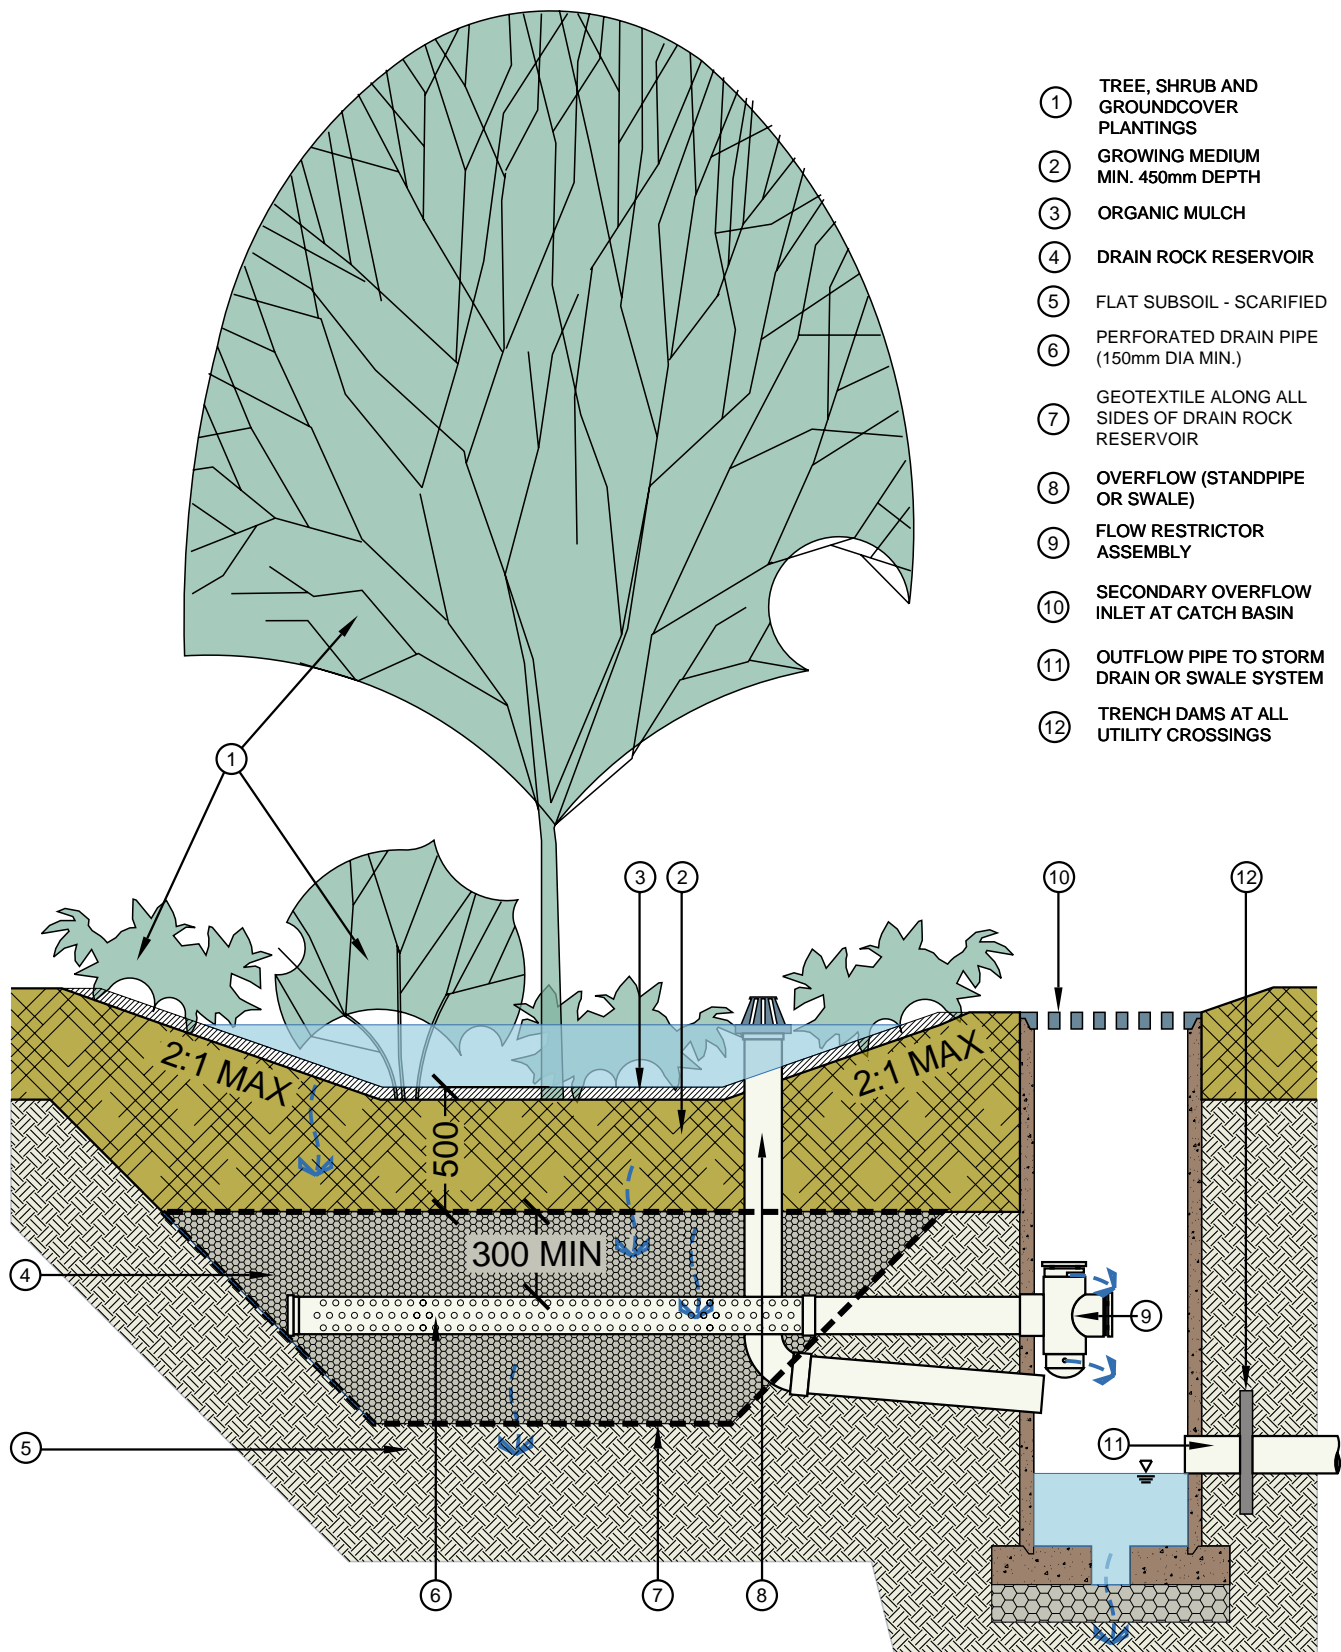 1 TREE, SHRUB AND
GROUNDCOVER
PLANTINGS
2 GROWING MEDIUM
MIN. 450mm DEPTH
3 ORGANIC MULCH
4 DRAIN ROCK RESERVOIR
5 FLAT SUBSOIL - SCARIFIED
6 PERFORATED DRAIN PIPE
(150mm DIA MIN.)
7 GEOTEXTILE ALONG ALL
SIDES OF DRAIN ROCK
RESERVOIR
8 OVERFLOW (STANDPIPE
OR SWALE)
9 FLOW RESTRICTOR
ASSEMBLY
10 SECONDARY OVERFLOW
INLET AT CATCH BASIN
11 OUTFLOW PIPE TO STORM
DRAIN OR SWALE SYSTEM
12 TRENCH DAMS AT ALL
UTILITY CROSSINGS
1
3 2 10 12
2:1 MAX 2:1 MAX
500
300 MIN
4
9
5 11
6 7 8